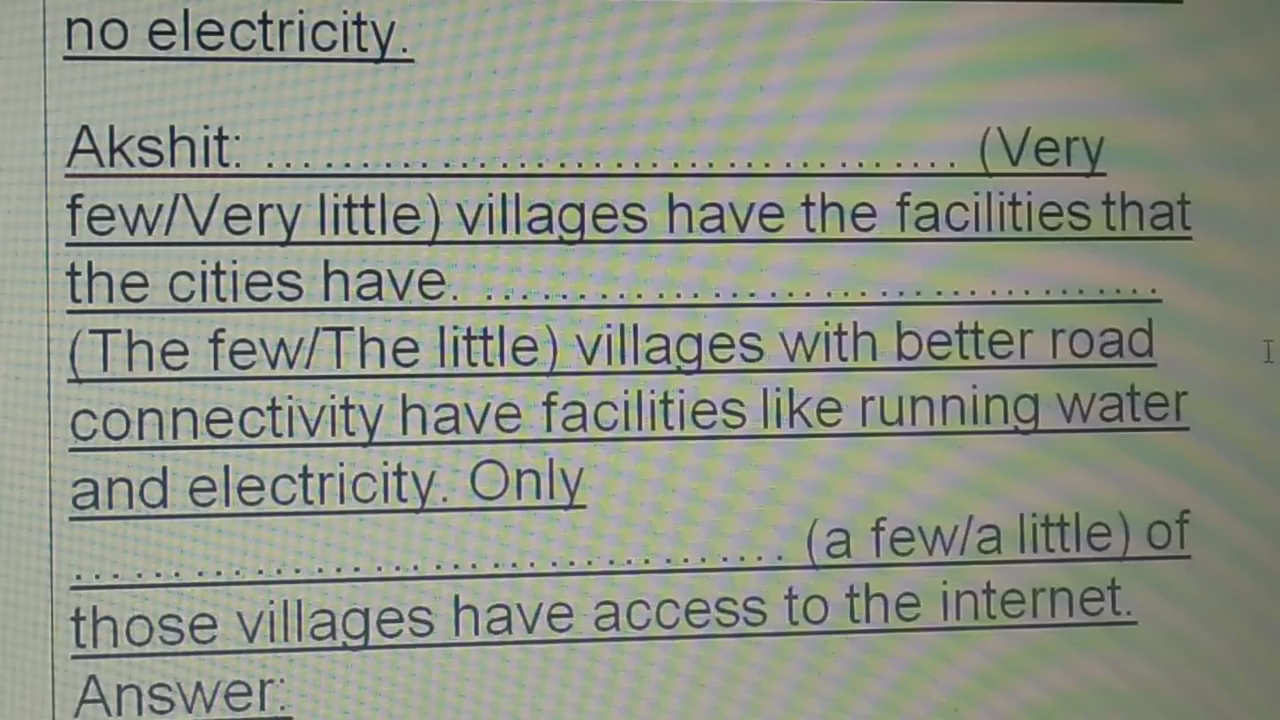 no electricity.
Akshit: .................................... (Very
few/Very little) villages have the facilities that
the cities have. ...................................
(The few/The little) villages with better road
connectivity have facilities like running water
and electricity. Only
.................................... (a few/a little) of
those villages have access to the internet.
Answer: